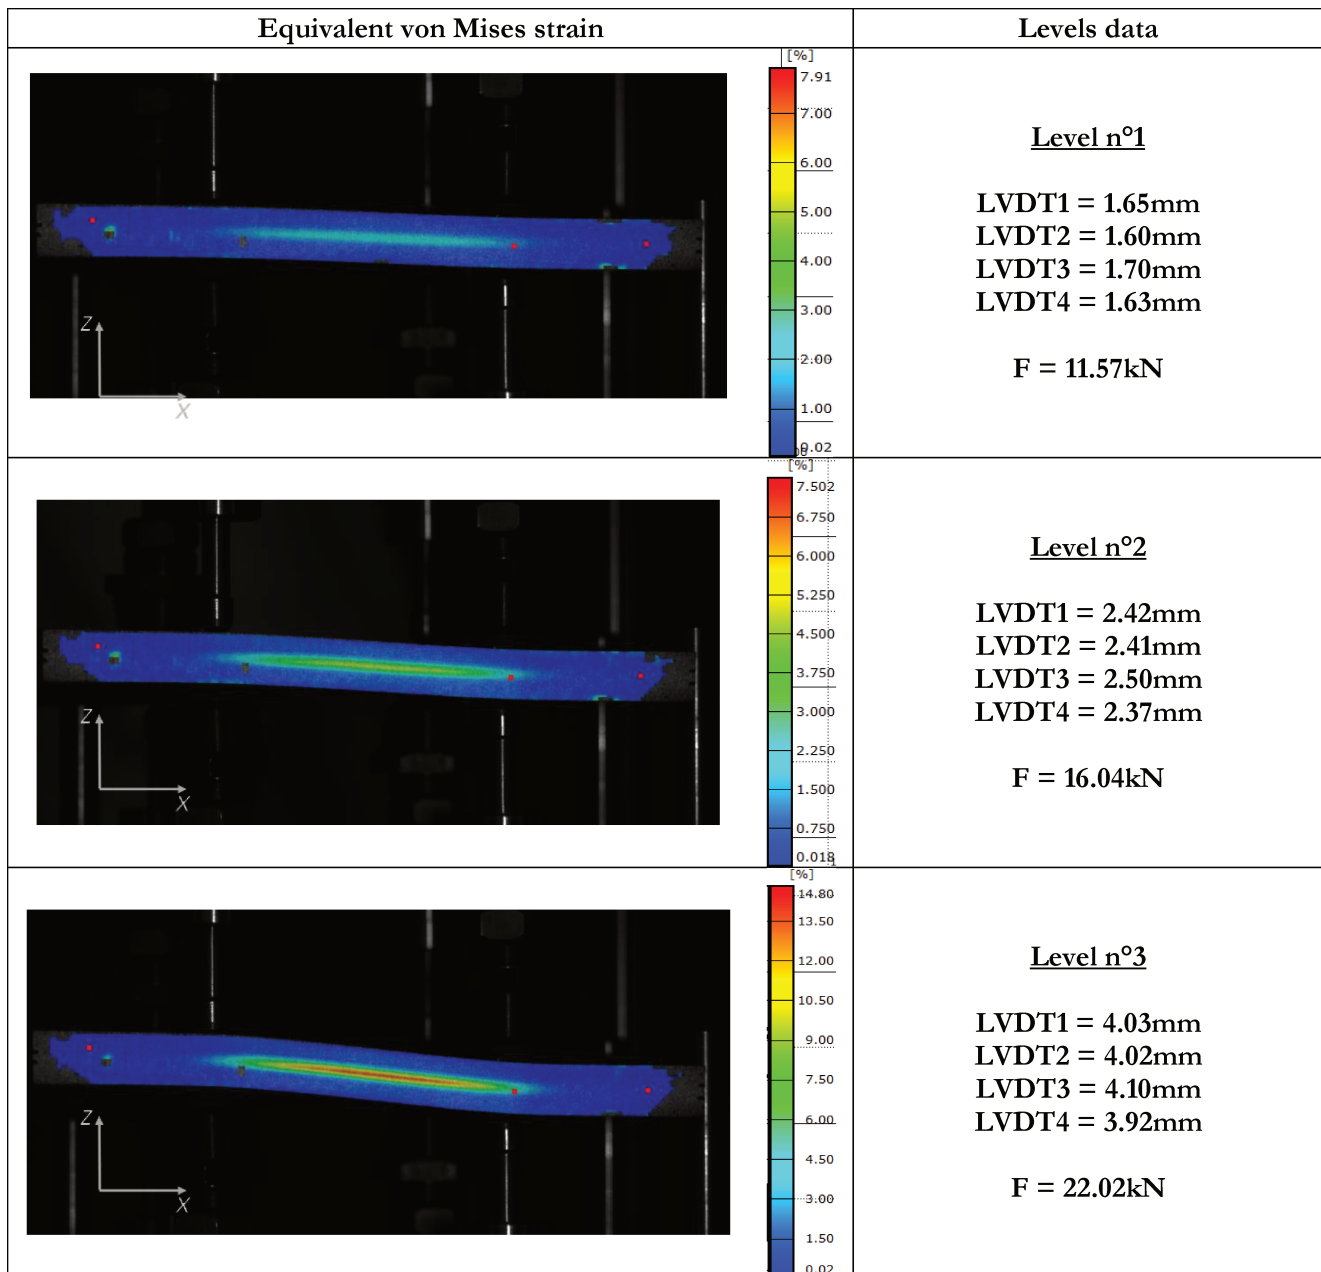 Equivalent von Mises strain
Levels data
[%]
7.91
7.00
6.00
5.00
4.00
3.00
2.00
1.00
0.02
Z
X
Level n°1
LVDT1 = 1.65mm
LVDT2 = 1.60mm
LVDT3 = 1.70mm
LVDT4 = 1.63mm
F = 11.57kN
[%]
7.502
6.750
6.000
5.250
4.500
3.750
3.000
2.250
1.500
0.750
0.018
Z
X
Level n°2
LVDT1 = 2.42mm
LVDT2 = 2.41mm
LVDT3 = 2.50mm
LVDT4 = 2.37mm
F = 16.04kN
[%]
14.80
13.50
12.00
10.50
9.00
7.50
6.00
4.50
3.00
1.50
0.02
Z
X
Level n°3
LVDT1 = 4.03mm
LVDT2 = 4.02mm
LVDT3 = 4.10mm
LVDT4 = 3.92mm
F = 22.02kN